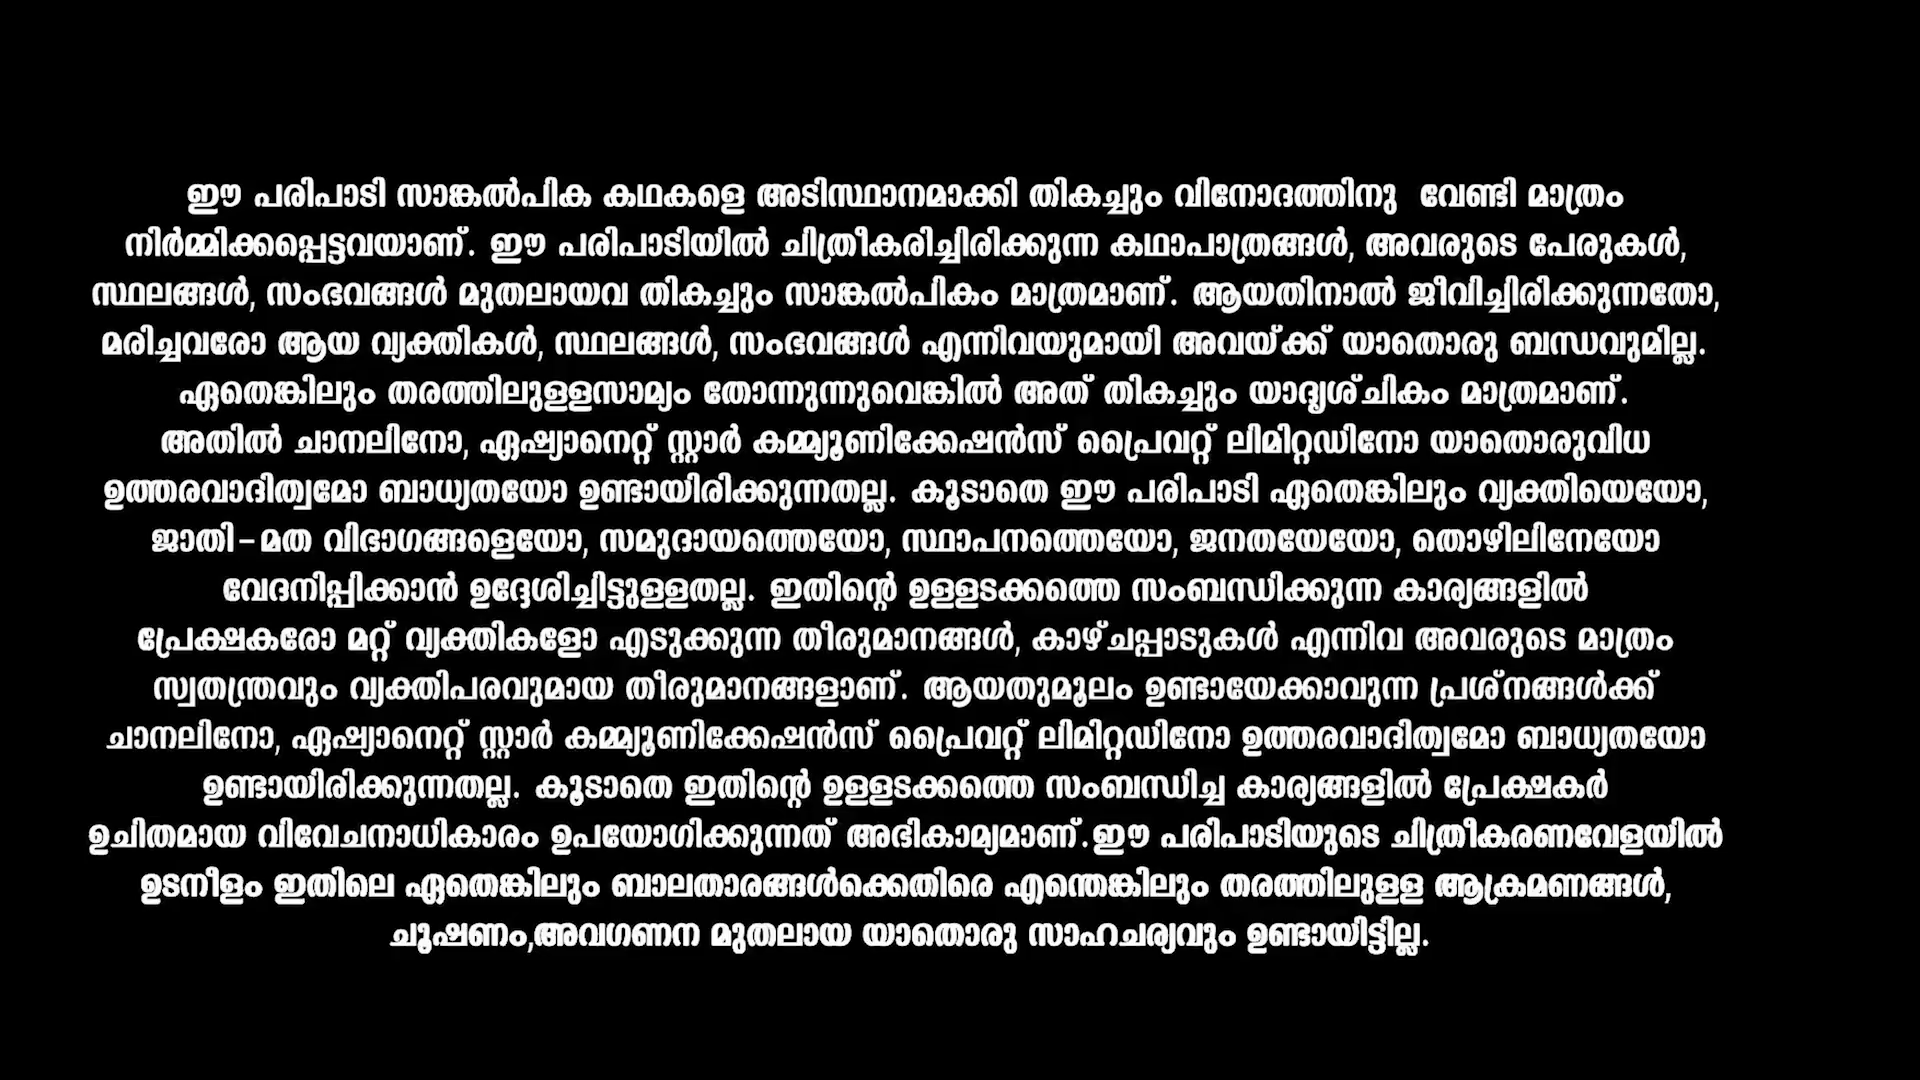 ഈ പരിപാടി സാങ്കൽപിക കഥകളെ അടിസ്ഥാനമാക്കി തികച്ചും വിനോദത്തിനു വേണ്ടി മാത്രം
നിർമ്മിക്കപ്പെട്ടവയാണ്. ഈ പരിപാടിയിൽ ചിത്രീകരിച്ചിരിക്കുന്ന കഥാപാത്രങ്ങൾ, അവരുടെ പേരുകൾ,
സ്ഥലങ്ങൾ, സംഭവങ്ങൾ മുതലായവ തികച്ചും സാങ്കൽപികം മാത്രമാണ്. ആയതിനാൽ ജീവിച്ചിരിക്കുന്നതോ,
മരിച്ചവരോ ആയ വ്യക്തികൾ, സ്ഥലങ്ങൾ, സംഭവങ്ങൾ എന്നിവയുമായി അവയ്ക്ക് യാതൊരു ബന്ധവുമില്ല.
ഏതെങ്കിലും തരത്തിലുളളസാമ്യം തോന്നുന്നുവെങ്കിൽ അത് തികച്ചും യാദൃശ്ചികം മാത്രമാണ്.
അതിൽ ചാനലിനോ, ഏഷ്യാനെറ്റ് സ്റ്റാർ കമ്മ്യൂണിക്കേഷൻസ് പ്രൈവറ്റ് ലിമിറ്റഡിനോ യാതൊരുവിധ
ഉത്തരവാദിത്വമോ ബാധ്യതയോ ഉണ്ടായിരിക്കുന്നതല്ല. കൂടാതെ ഈ പരിപാടി ഏതെങ്കിലും വ്യക്തിയെയോ,
ജാതി-മത വിഭാഗങ്ങളെയോ, സമുദായത്തെയോ, സ്ഥാപനത്തെയോ, ജനതയേയോ, തൊഴിലിനേയോ
വേദനിപ്പിക്കാൻ ഉദ്ദേശിച്ചിട്ടുളളതല്ല. ഇതിന്റെ ഉളളടക്കത്തെ സംബന്ധിക്കുന്ന കാര്യങ്ങളിൽ
പ്രേക്ഷകരോ മറ്റ് വ്യക്തികളോ എടുക്കുന്ന തീരുമാനങ്ങൾ, കാഴ്ചപ്പാടുകൾ എന്നിവ അവരുടെ മാത്രം
സ്വതന്ത്രവും വ്യക്തിപരവുമായ തീരുമാനങ്ങളാണ്. ആയതുമൂലം ഉണ്ടായേക്കാവുന്ന പ്രശ്നങ്ങൾക്ക്
ചാനലിനോ, ഏഷ്യാനെറ്റ് സ്റ്റാർ കമ്മ്യൂണിക്കേഷൻസ് പ്രൈവറ്റ് ലിമിറ്റഡിനോ ഉത്തരവാദിത്വമോ ബാധ്യതയോ
ഉണ്ടായിരിക്കുന്നതല്ല. കൂടാതെ ഇതിന്റെ ഉളളടക്കത്തെ സംബന്ധിച്ച കാര്യങ്ങളിൽ പ്രേക്ഷകർ
ഉചിതമായ വിവേചനാധികാരം ഉപയോഗിക്കുന്നത് അഭികാമ്യമാണ്.ഈ പരിപാടിയുടെ ചിത്രീകരണവേളയിൽ
ഉടനീളം ഇതിലെ ഏതെങ്കിലും ബാലതാരങ്ങൾക്കെതിരെ എന്തെങ്കിലും തരത്തിലുളള ആക്രമണങ്ങൾ,
ചൂഷണം,അവഗണന മുതലായ യാതൊരു സാഹചര്യവും ഉണ്ടായിട്ടില്ല.